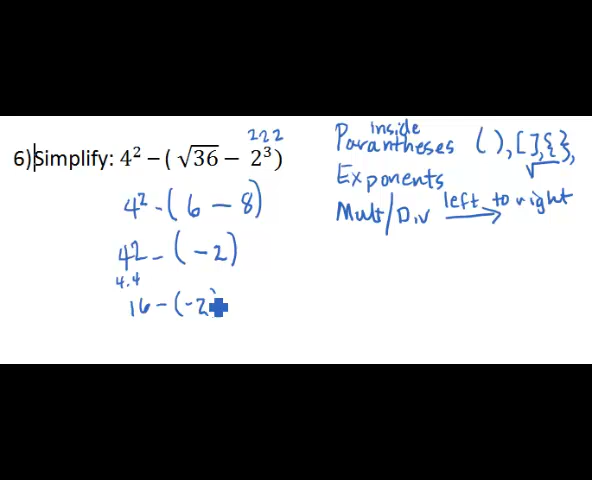 2 2 2
6) Simplify: 4² − ( √36 − 2³)
4² - ( 6 - 8)
4² - ( -2)
4.4
16 - (-2)
inside
Parantheses ( ), [ ], { }, √
Exponents
Mult/Div left to right